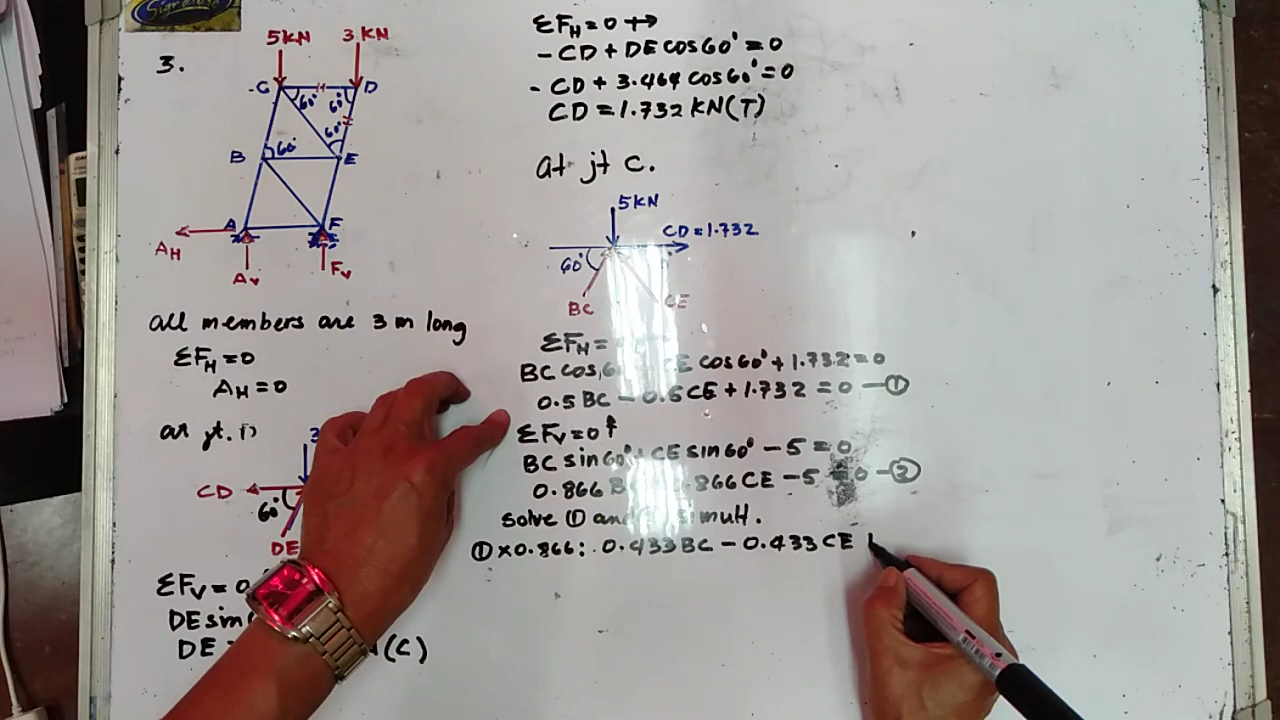 Signature
3.
5KN 3 KN
C D
60° 60°
60°
B 60° E
A F
AH
Av Fv
all members are 3 m long
ΣFH = 0
AH = 0
at jt. D
CD
60°
DE
ΣFv = 0
DE sin
DE = (C)
ΣFH = 0 →+
- CD + DE cos 60° = 0
- CD + 3.464 cos 60° = 0
CD = 1.732 KN (T)
at jt C.
5KN
CD = 1.732
60°
BC CE
ΣFH =
BC cos 6 CE cos 60° + 1.732 = 0
0.5 BC - 0.5 CE + 1.732 = 0 — ①
ΣFv = 0 ↑
BC sin 60° + CE sin 60° - 5 = 0
0.866 B .866 CE - 5 = 0 — ②
solve ① and simult.
① × 0.866: 0.433 BC - 0.433 CE